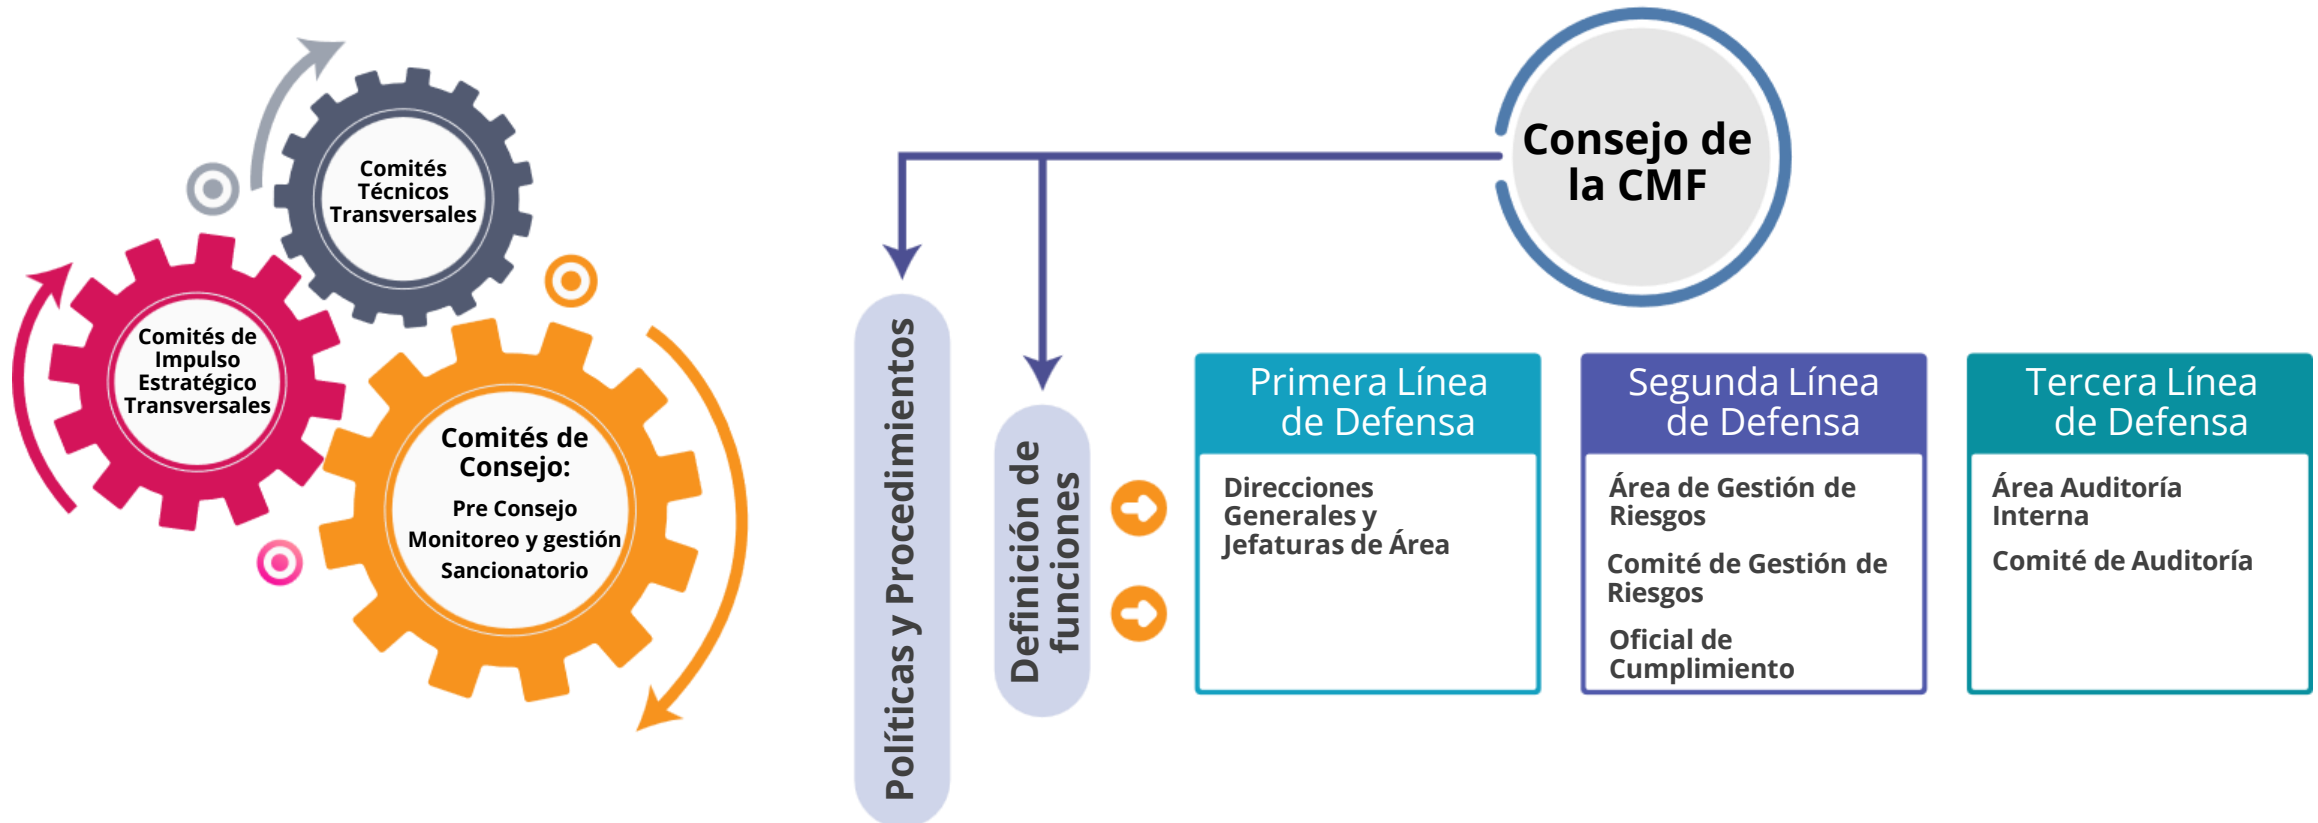 Comités
Técnicos
Transversales
Comités de
Impulso
Estratégico
Transversales
Comités de
Consejo:
Pre Consejo
Monitoreo y gestión
Sancionatorio
Consejo de
la CMF
Políticas y Procedimientos
Definición de
funciones
Primera Línea
de Defensa
Direcciones
Generales y
Jefaturas de Área
Segunda Línea
de Defensa
Área de Gestión de
Riesgos
Comité de Gestión de
Riesgos
Oficial de
Cumplimiento
Tercera Línea
de Defensa
Área Auditoría
Interna
Comité de Auditoría